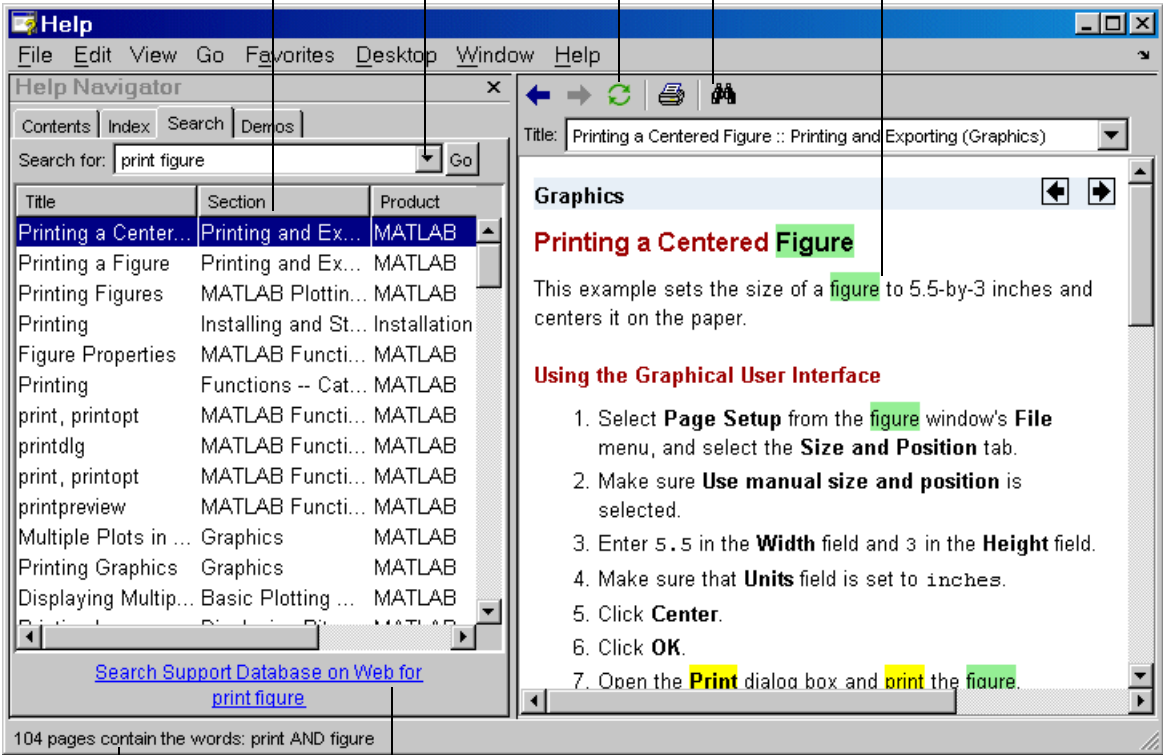 Help
File Edit View Go Favorites Desktop Window Help
Help Navigator
Contents Index Search Demos
Search for: print figure Go
Title Section Product
Printing a Center... Printing and Ex... MATLAB
Printing a Figure Printing and Ex... MATLAB
Printing Figures MATLAB Plottin... MATLAB
Printing Installing and St... Installation
Figure Properties MATLAB Functi... MATLAB
Printing Functions -- Cat... MATLAB
print, printopt MATLAB Functi... MATLAB
printdlg MATLAB Functi... MATLAB
print, printopt MATLAB Functi... MATLAB
printpreview MATLAB Functi... MATLAB
Multiple Plots in ... Graphics MATLAB
Printing Graphics Graphics MATLAB
Displaying Multip... Basic Plotting ... MATLAB
Search Support Database on Web for
print figure
Title: Printing a Centered Figure :: Printing and Exporting (Graphics)
Graphics
Printing a Centered Figure
This example sets the size of a figure to 5.5-by-3 inches and
centers it on the paper.
Using the Graphical User Interface
1. Select Page Setup from the figure window's File
menu, and select the Size and Position tab.
2. Make sure Use manual size and position is
selected.
3. Enter 5.5 in the Width field and 3 in the Height field.
4. Make sure that Units field is set to inches.
5. Click Center.
6. Click OK.
7. Open the Print dialog box and print the figure.
104 pages contain the words: print AND figure